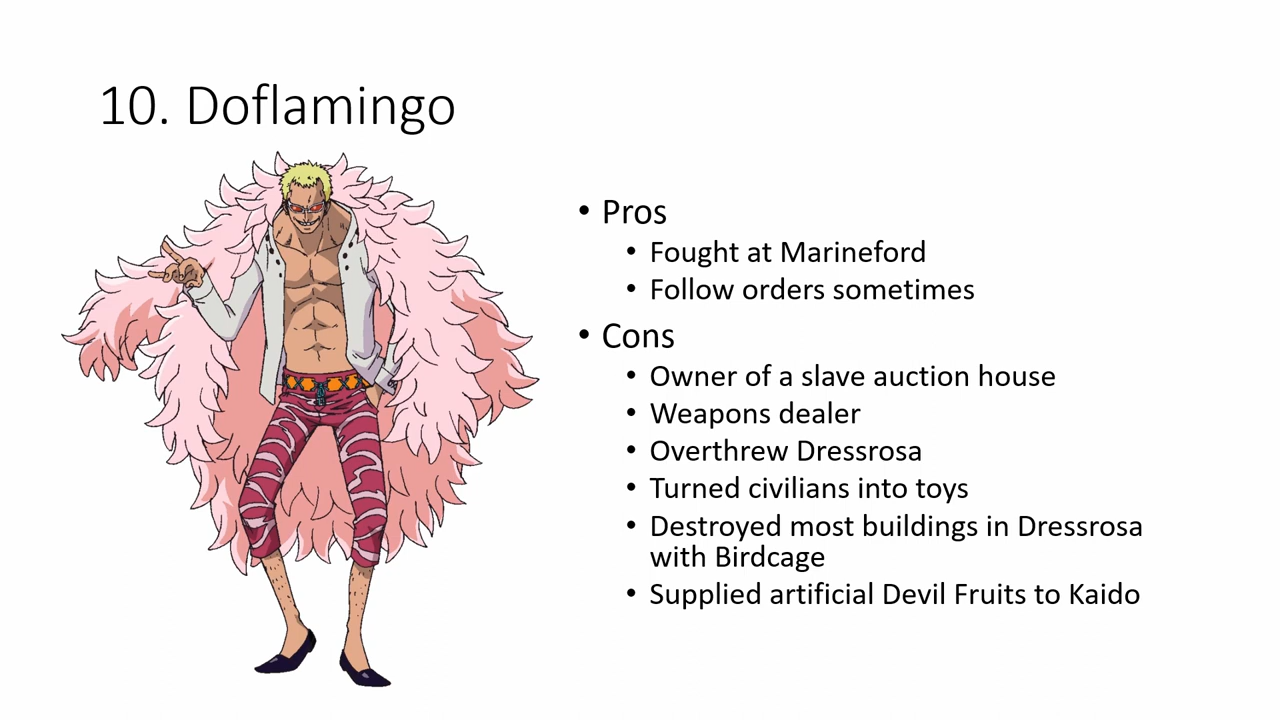 10. Doflamingo
• Pros
• Fought at Marineford
• Follow orders sometimes
• Cons
• Owner of a slave auction house
• Weapons dealer
• Overthrew Dressrosa
• Turned civilians into toys
• Destroyed most buildings in Dressrosa
with Birdcage
• Supplied artificial Devil Fruits to Kaido